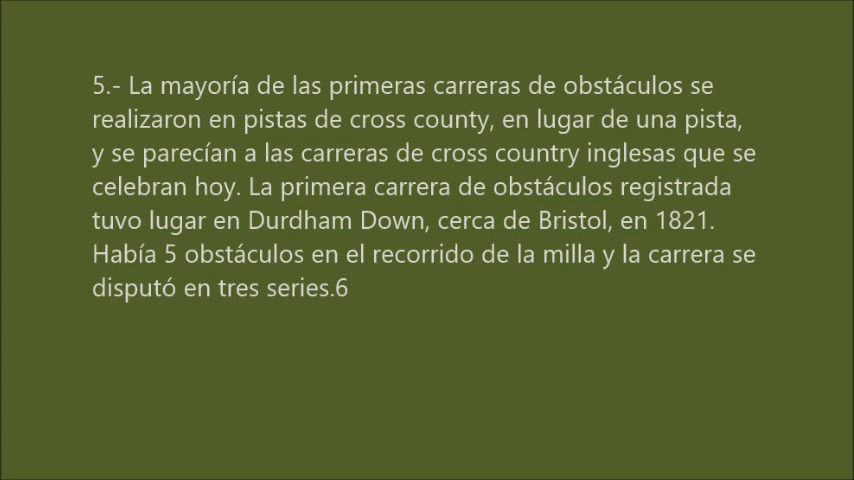 5.- La mayoría de las primeras carreras de obstáculos se
realizaron en pistas de cross county, en lugar de una pista,
y se parecían a las carreras de cross country inglesas que se
celebran hoy. La primera carrera de obstáculos registrada
tuvo lugar en Durdham Down, cerca de Bristol, en 1821.
Había 5 obstáculos en el recorrido de la milla y la carrera se
disputó en tres series.6